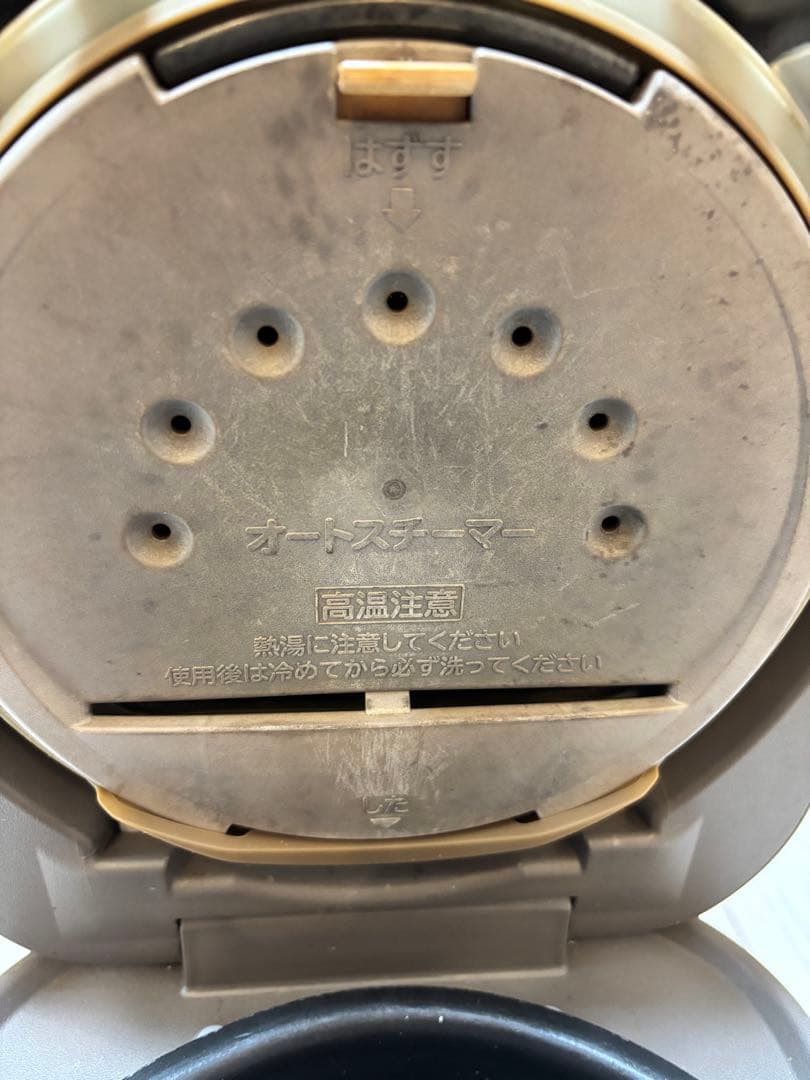 はずす
オートスチーマー
高温注意
熱湯に注意してください
使用後は冷めてから必ず洗ってください
した